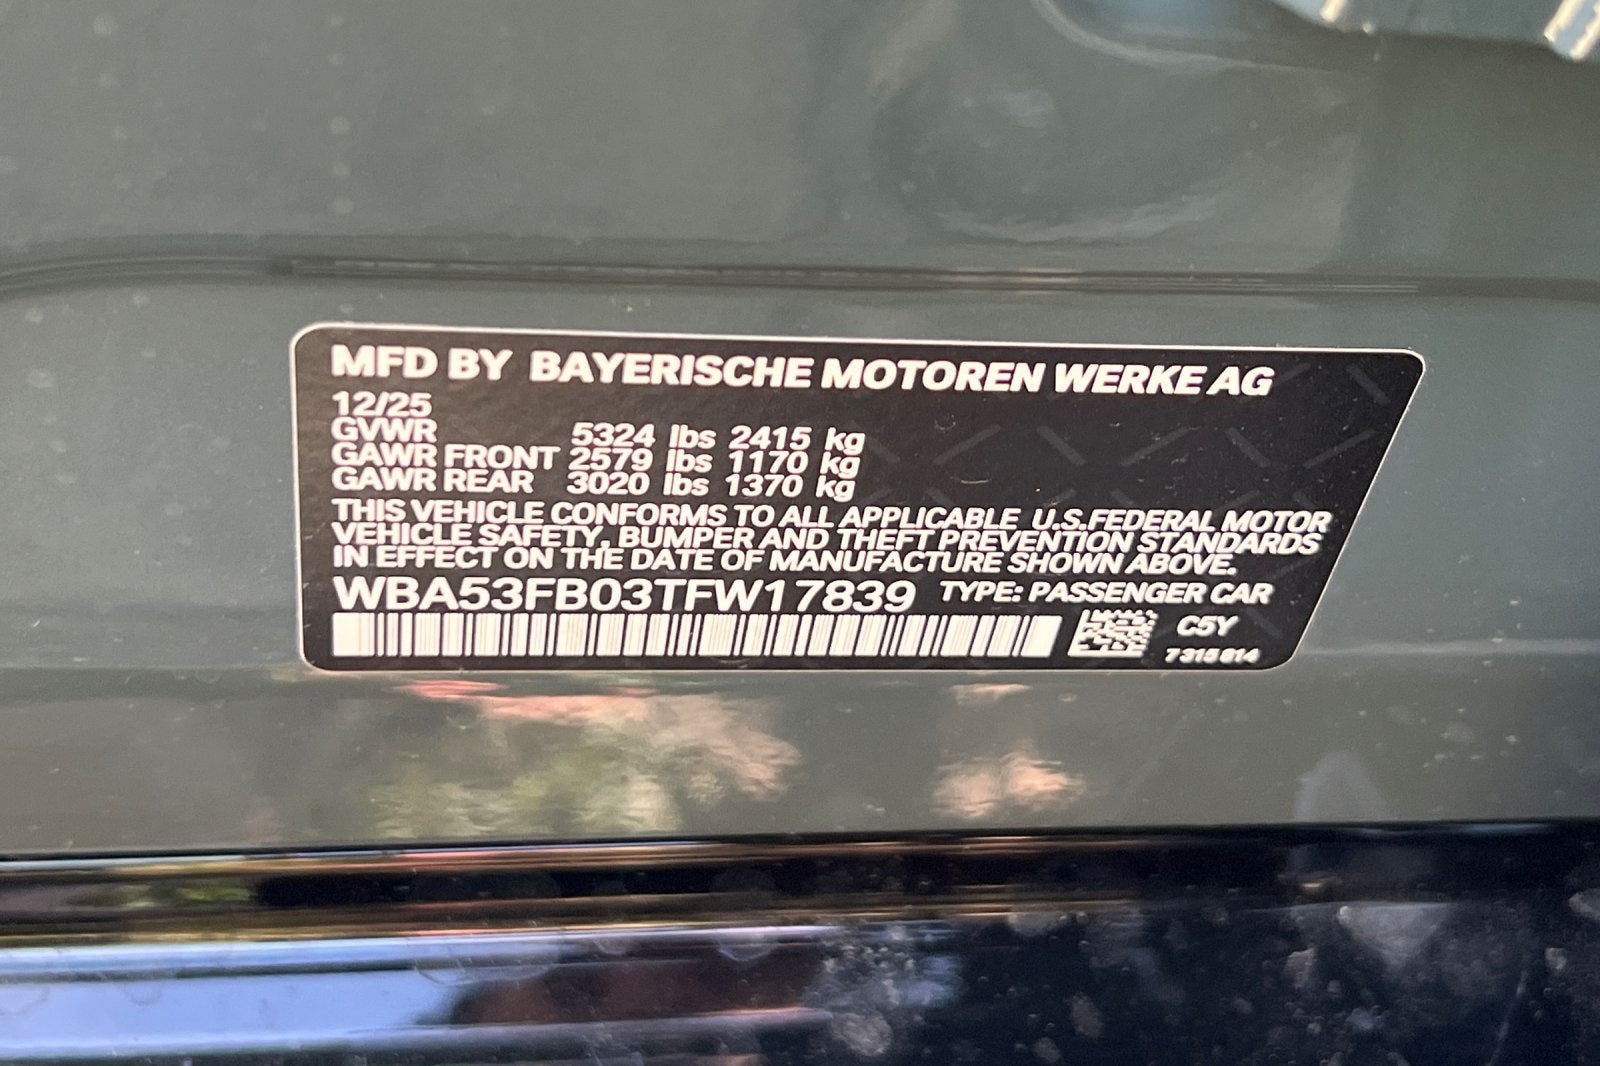 MFD BY BAYERISCHE MOTOREN WERKE AG
12/25
GVWR 5324 lbs 2415 kg
GAWR FRONT 2579 lbs 1170 kg
GAWR REAR 3020 lbs 1370 kg
THIS VEHICLE CONFORMS TO ALL APPLICABLE U.S.FEDERAL MOTOR
VEHICLE SAFETY, BUMPER AND THEFT PREVENTION STANDARDS
IN EFFECT ON THE DATE OF MANUFACTURE SHOWN ABOVE.
WBA53FB03TFW17839 TYPE: PASSENGER CAR
C5Y
7 315 814